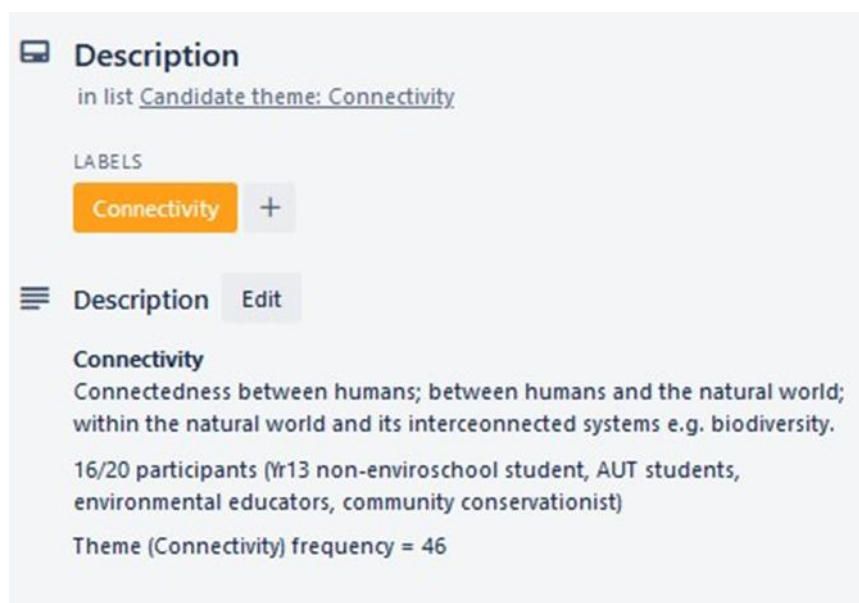 Description
in list Candidate theme: Connectivity
LABELS
Connectivity +
Description Edit
Connectivity
Connectedness between humans; between humans and the natural world;
within the natural world and its interceonnected systems e.g. biodiversity.
16/20 participants (Yr13 non-enviroschool student, AUT students,
environmental educators, community conservationist)
Theme (Connectivity) frequency = 46